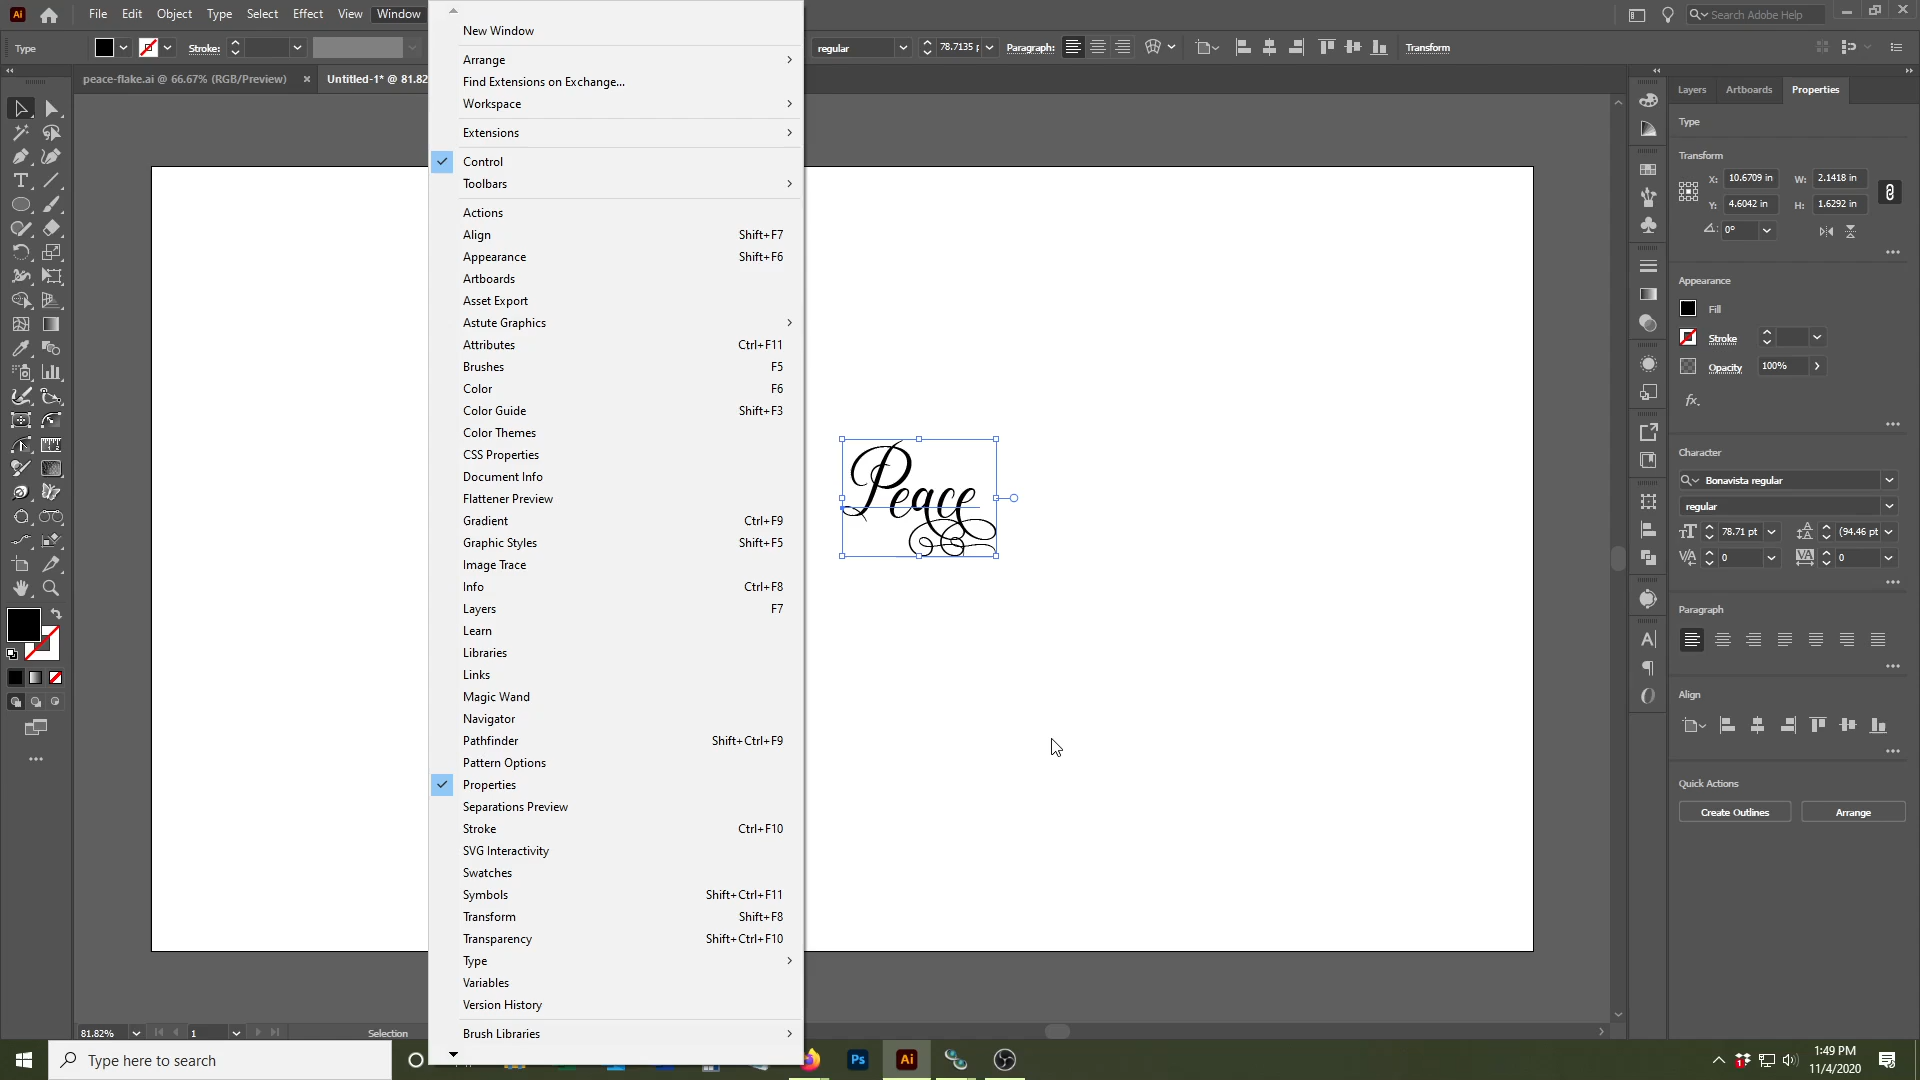 Ai
File
Edit
Object
Type
Select
Effect
View
Window
Search Adobe Help
Type
Stroke:
regular
78.7135 p
Paragraph:
Transform
peace-flake.ai @ 66.67% (RGB/Preview)
Untitled-1* @ 81.82
New Window
Arrange
Find Extensions on Exchange...
Workspace
Extensions
Control
Toolbars
Actions
Align Shift+F7
Appearance Shift+F6
Artboards
Asset Export
Astute Graphics
Attributes Ctrl+F11
Brushes F5
Color F6
Color Guide Shift+F3
Color Themes
CSS Properties
Document Info
Flattener Preview
Gradient Ctrl+F9
Graphic Styles Shift+F5
Image Trace
Info Ctrl+F8
Layers F7
Learn
Libraries
Links
Magic Wand
Navigator
Pathfinder Shift+Ctrl+F9
Pattern Options
Properties
Separations Preview
Stroke Ctrl+F10
SVG Interactivity
Swatches
Symbols Shift+Ctrl+F11
Transform Shift+F8
Transparency Shift+Ctrl+F10
Type
Variables
Version History
Brush Libraries
Peace
Layers
Artboards
Properties
Type
Transform
X: 10.6709 in W: 2.1418 in
Y: 4.6042 in H: 1.6292 in
0°
Appearance
Fill
Stroke
Opacity 100%
fx.
Character
Bonavista regular
regular
78.71 pt (94.46 pt
0 0
Paragraph
Align
Quick Actions
Create Outlines
Arrange
81.82%
1
Selection
Type here to search
Ps
Ai
1:49 PM
11/4/2020